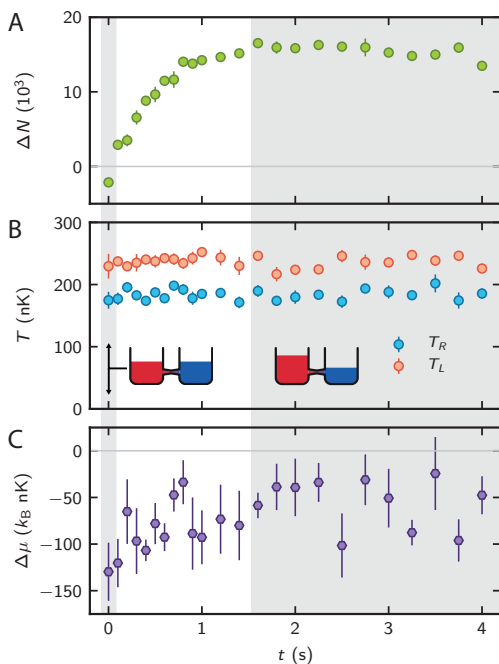 A
20
10
0
ΔN (10³)
B
300
200
100
0
T (nK)
T_R
T_L
C
0
−50
−100
−150
Δμ (k_B nK)
0 1 2 3 4
t (s)